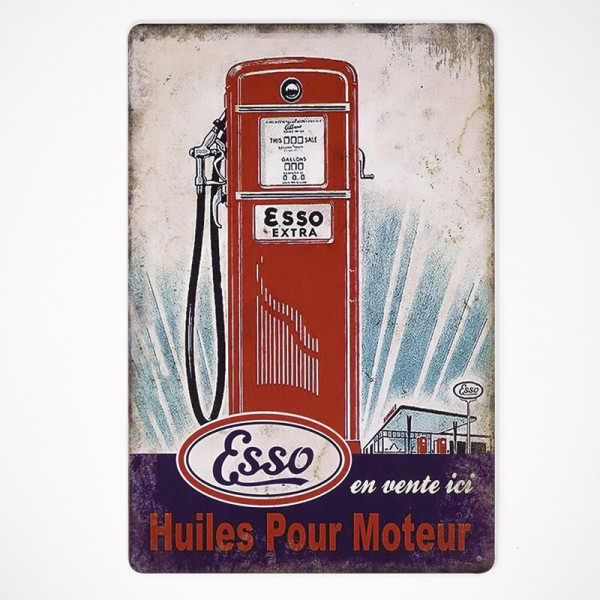 THIS SALE
GALLONS
ESSO
EXTRA
Esso
Esso
en vente ici
Huiles Pour Moteur